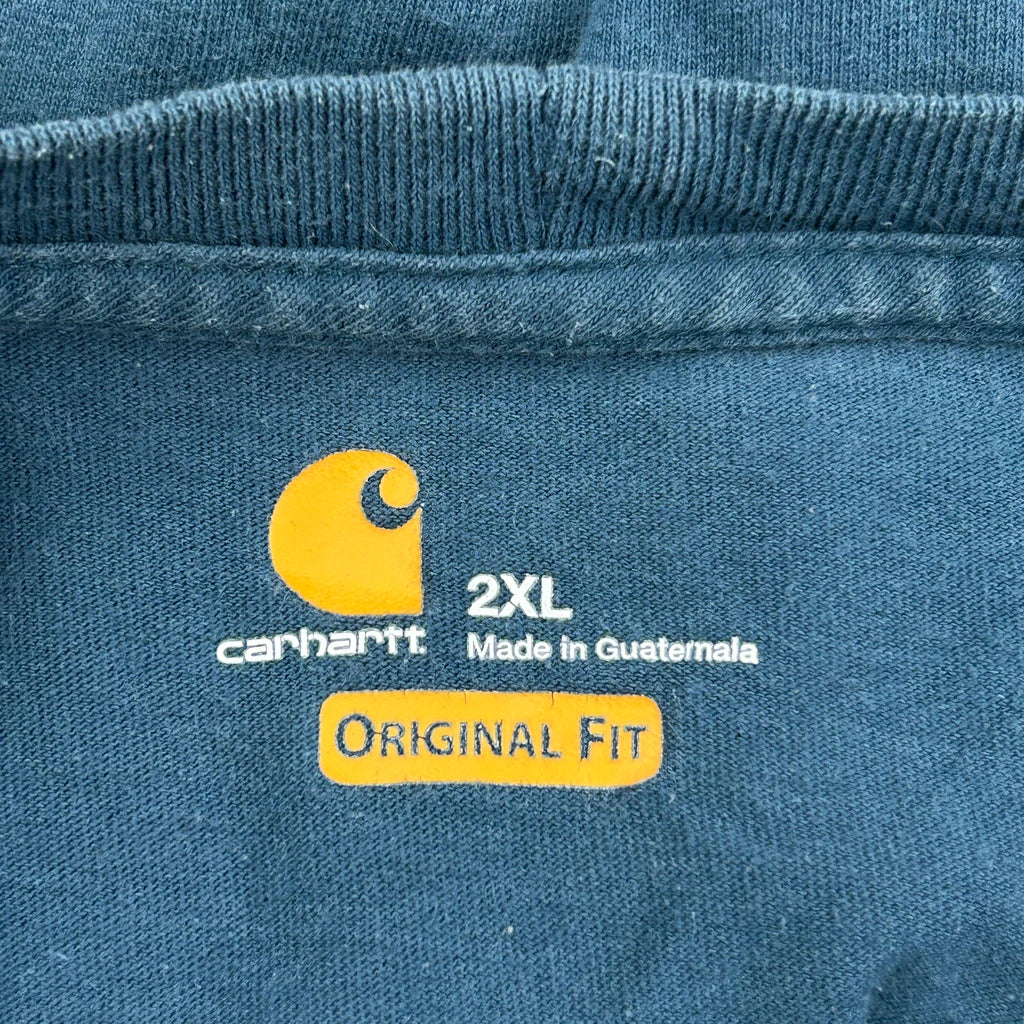 2XL
carhartt
Made in Guatemala
ORIGINAL FIT